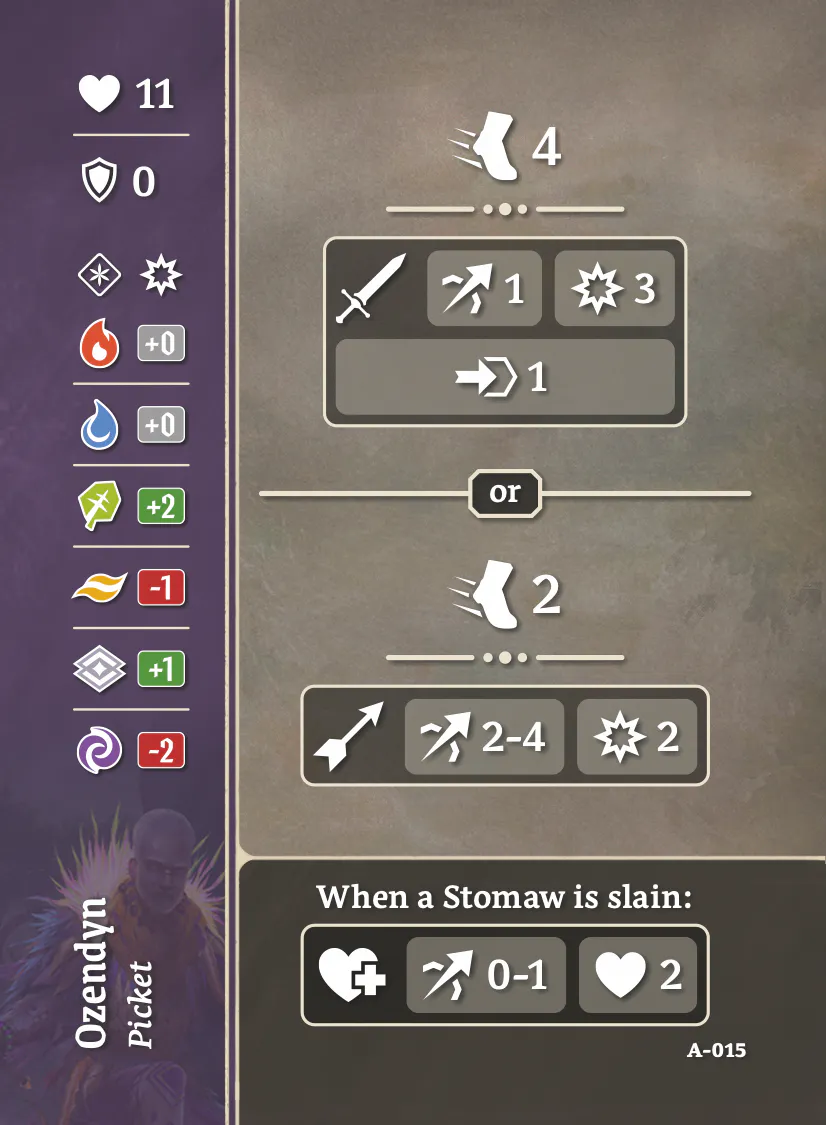 11
0
+0
+0
+2
-1
+1
-2
Ozendyn
Picket
4
1 3
1
or
2
2-4 2
When a Stomaw is slain:
0-1 2
A-015